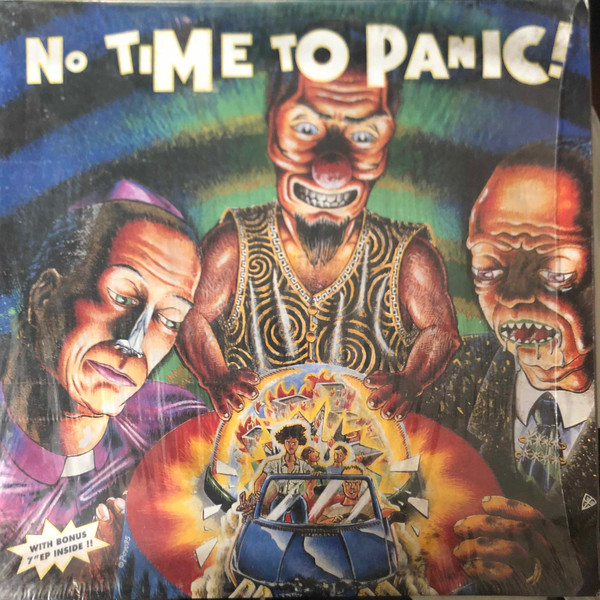 No TiME TO PANIC!
WITH BONUS
7"EP INSIDE !!